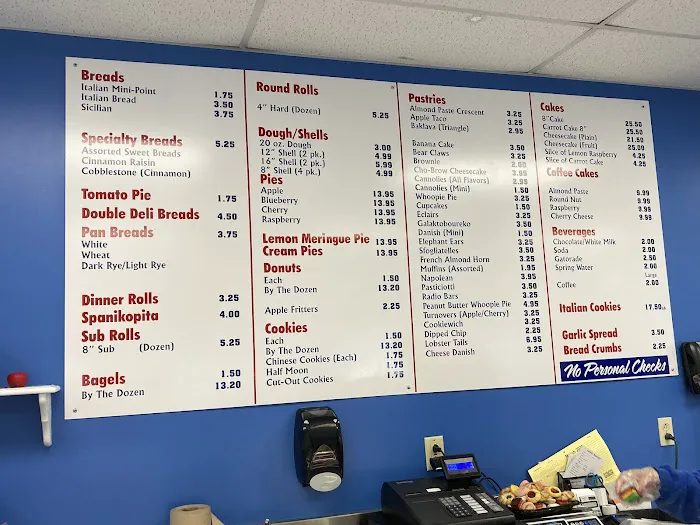 Breads
Italian Mini-Point 1.75
Italian Bread 3.50
Sicilian 3.75
Specialty Breads 5.25
Assorted Sweet Breads
Cinnamon Raisin
Cobblestone (Cinnamon)
Tomato Pie 1.75
Double Deli Breads 4.50
Pan Breads 3.75
White
Wheat
Dark Rye/Light Rye
Dinner Rolls 3.25
Spanikopita 4.00
Sub Rolls
8" Sub (Dozen) 5.25
Bagels 1.50
By The Dozen 13.20
Round Rolls
4" Hard (Dozen) 5.25
Dough/Shells
20 oz. Dough 3.00
12" Shell (2 pk.) 4.99
16" Shell (2 pk.) 5.99
8" Shell (4 pk.) 4.99
Pies
Apple 13.95
Blueberry 13.95
Cherry 13.95
Raspberry 13.95
Lemon Meringue Pie 13.95
Cream Pies 13.95
Donuts
Each 1.50
By The Dozen 13.20
Apple Fritters 2.25
Cookies
Each 1.50
By The Dozen 13.20
Chinese Cookies (Each) 1.75
Half Moon 1.75
Cut-Out Cookies 1.75
Pastries
Almond Paste Crescent 3.25
Apple Taco 3.25
Baklava (Triangle) 2.95
Banana Cake 3.50
Bear Claws 3.25
Brownie 2.50
Cho-Brow Cheesecake 3.95
Cannolies (All Flavors) 2.95
Cannolies (Mini) 1.50
Whoopie Pie 3.25
Cupcakes 1.50
Eclairs 3.25
Galaktoboureko 3.50
Danish (Mini) 1.50
Elephant Ears 3.25
Sfogliatelles 3.50
French Almond Horn 3.25
Muffins (Assorted) 1.95
Napolean 3.95
Pasticiotti 3.50
Radio Bars 3.25
Peanut Butter Whoopie Pie 4.95
Turnovers (Apple/Cherry) 3.25
Cookiewich 3.25
Dipped Chip 2.25
Lobster Tails 6.95
Cheese Danish 3.25
Cakes
8"Cake 25.50
Carrot Cake 8" 25.50
Cheesecake (Plain) 21.50
Cheesecake (Fruit) 25.00
Slice of Lemon Raspberry 4.25
Slice of Carrot Cake 4.25
Coffee Cakes
Almond Paste 9.99
Round Nut 9.99
Raspberry 9.99
Cherry Cheese 9.99
Beverages
Chocolate/White Milk 2.00
Soda 2.00
Gatorade 2.50
Spring Water 2.00
Large
Coffee 2.00
Italian Cookies 17.50 LB
Garlic Spread 3.50
Bread Crumbs 2.25
No Personal Checks